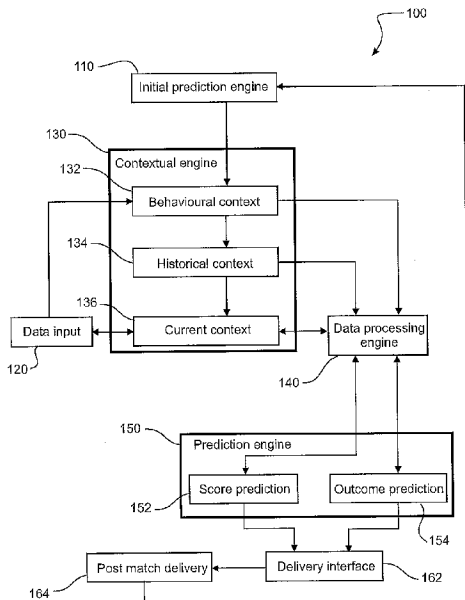 100
110
Initial prediction engine
130
Contextual engine
132
Behavioural context
134
Historical context
136
Data input
Current context
Data processing
engine
120
140
150
Prediction engine
Score prediction
Outcome prediction
152
154
Post match delivery
Delivery interface
164
162